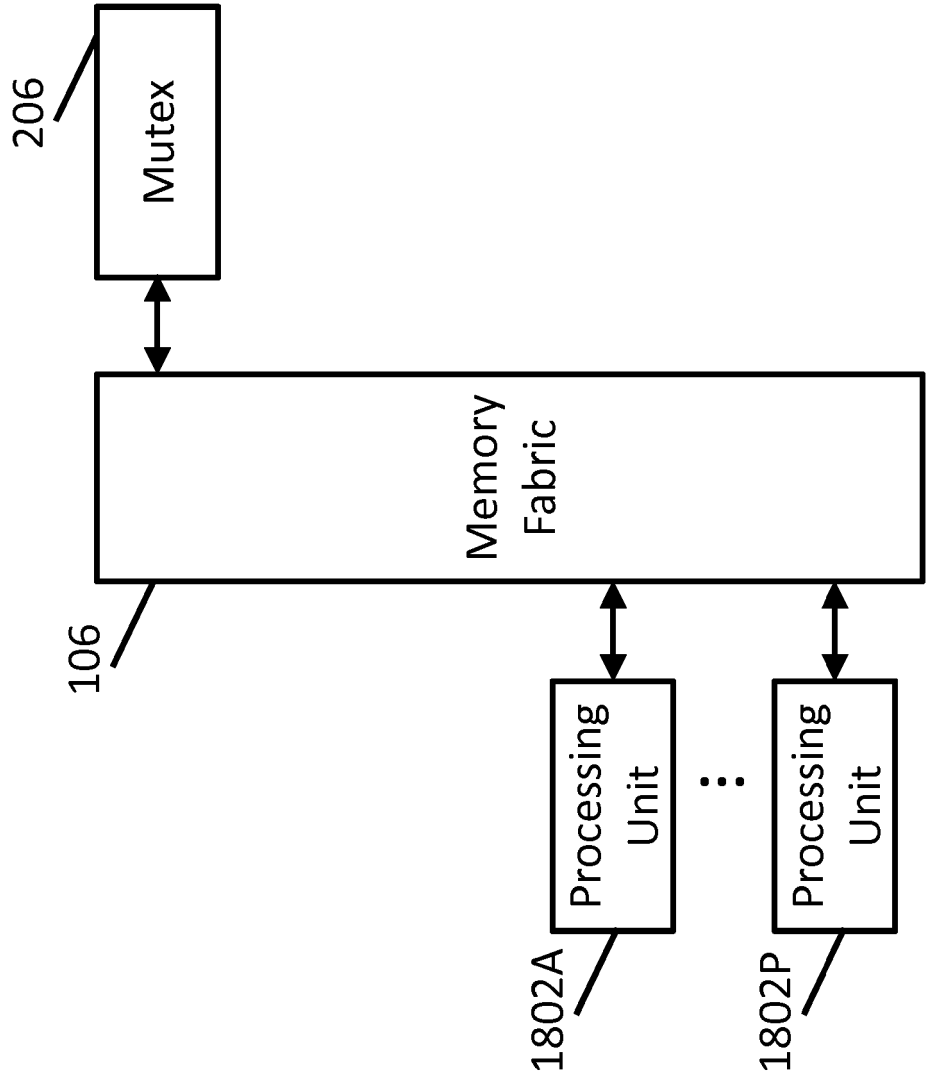 206
Mutex
106
Memory
Fabric
1802A
Processing
Unit
...
1802P
Processing
Unit